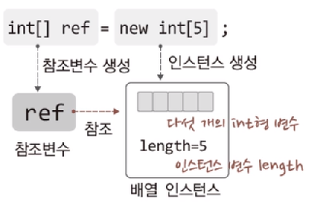 int[] ref = new int[5] ;
참조변수 생성
인스턴스 생성
ref
참조
참조변수
다섯 개의 int형 변수
length=5
인스턴스 변수 length
배열 인스턴스